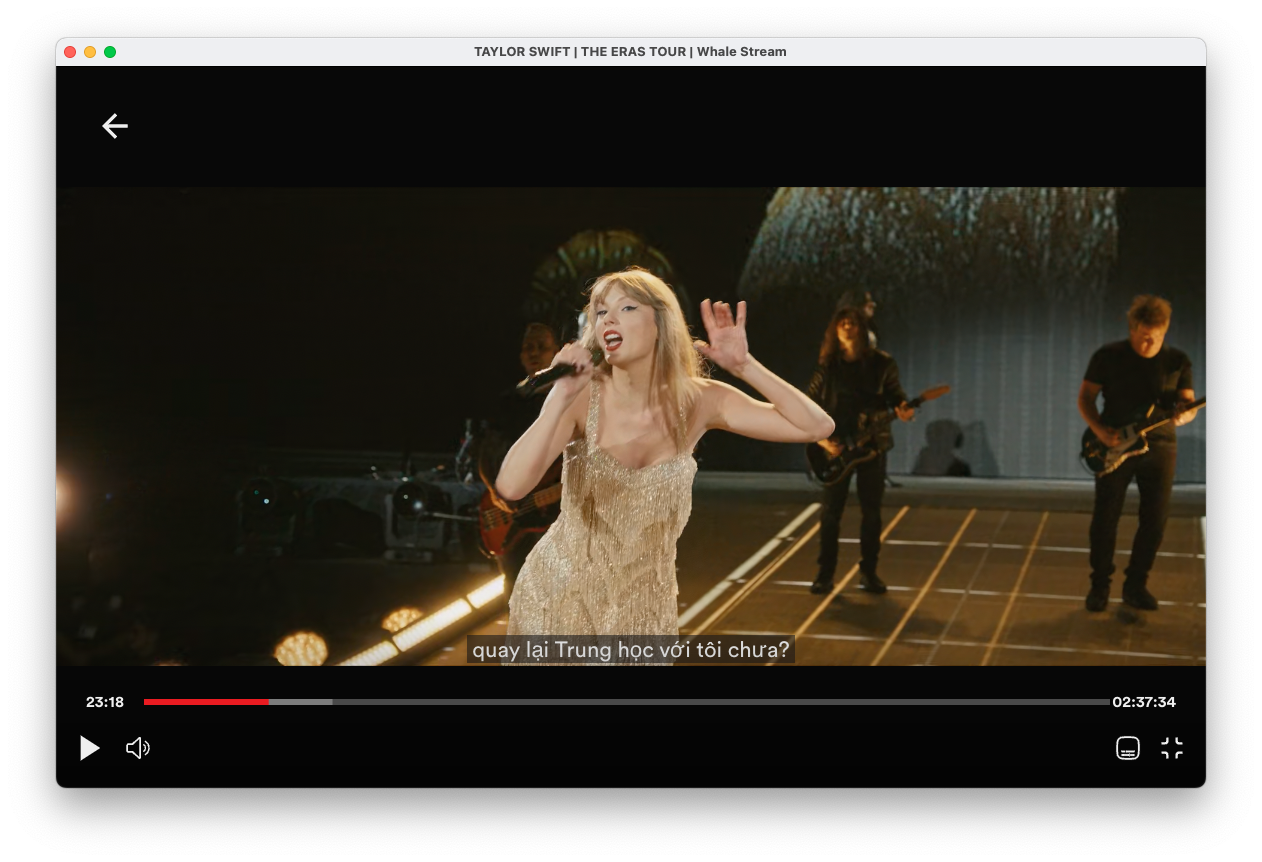 TAYLOR SWIFT | THE ERAS TOUR | Whale Stream
quay lại Trung học với tôi chưa?
23:18
02:37:34